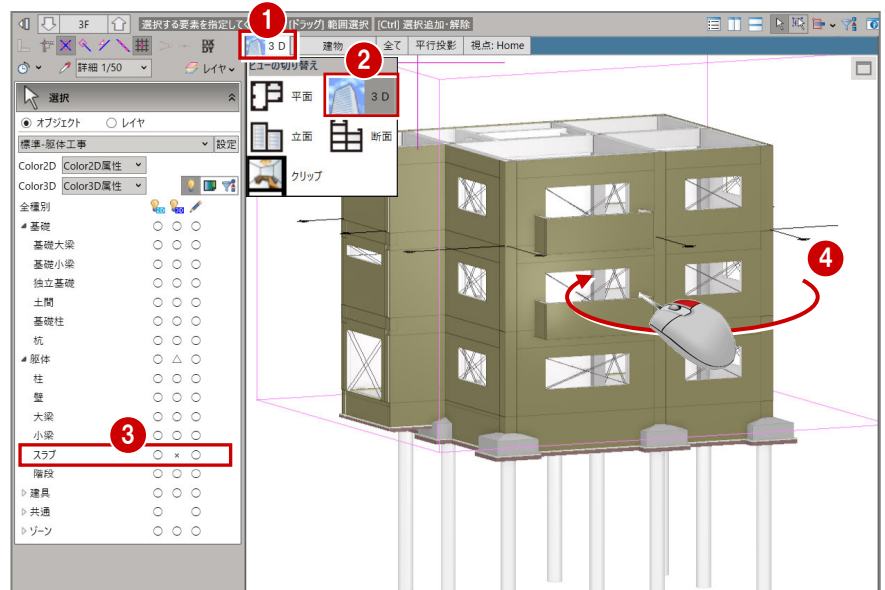 1
3F 選択する要素を指定してく [ドラッグ] 範囲選択 [Ctrl] 選択追加・解除
3 D 建物 全て 平行投影 視点: Home
2
詳細 1/50 レイヤ
ビューの切り替え
平面 3 D
立面 断面
クリップ
選択
オブジェクト レイヤ
標準-躯体工事 設定
Color2D Color2D属性
Color3D Color3D属性
全種別 2D 3D
基礎 ○ ○ ○
基礎大梁 ○ ○ ○
基礎小梁 ○ ○ ○
独立基礎 ○ ○ ○
土間 ○ ○ ○
基礎柱 ○ ○ ○
杭 ○ ○ ○
躯体 ○ △ ○
柱 ○ ○ ○
壁 ○ ○ ○
大梁 ○ ○ ○
小梁 ○ ○ ○
3
スラブ ○ × ○
階段 ○ ○ ○
建具 ○ ○ ○
共通 ○ ○
ゾーン ○ ○ ○
4